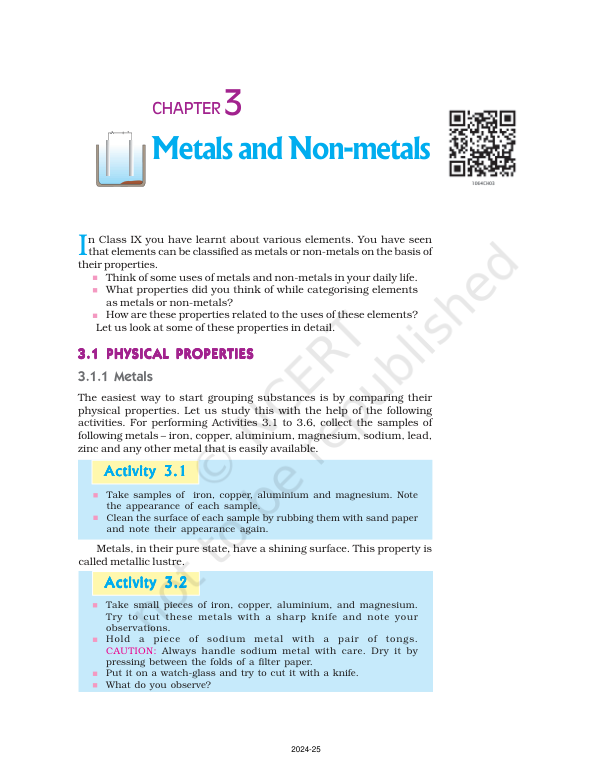 CHAPTER 3
Metals and Non-metals
1064CH03
In Class IX you have learnt about various elements. You have seen
that elements can be classified as metals or non-metals on the basis of
their properties.
■ Think of some uses of metals and non-metals in your daily life.
■ What properties did you think of while categorising elements
as metals or non-metals?
■ How are these properties related to the uses of these elements?
Let us look at some of these properties in detail.
3.1 PHYSICAL PROPERTIES
3.1.1 Metals
The easiest way to start grouping substances is by comparing their
physical properties. Let us study this with the help of the following
activities. For performing Activities 3.1 to 3.6, collect the samples of
following metals – iron, copper, aluminium, magnesium, sodium, lead,
zinc and any other metal that is easily available.
Activity 3.1
■ Take samples of iron, copper, aluminium and magnesium. Note
the appearance of each sample.
■ Clean the surface of each sample by rubbing them with sand paper
and note their appearance again.
Metals, in their pure state, have a shining surface. This property is
called metallic lustre.
Activity 3.2
■ Take small pieces of iron, copper, aluminium, and magnesium.
Try to cut these metals with a sharp knife and note your
observations.
■ Hold a piece of sodium metal with a pair of tongs.
CAUTION: Always handle sodium metal with care. Dry it by
pressing between the folds of a filter paper.
■ Put it on a watch-glass and try to cut it with a knife.
■ What do you observe?
© NCERT
not to be republished
2024-25